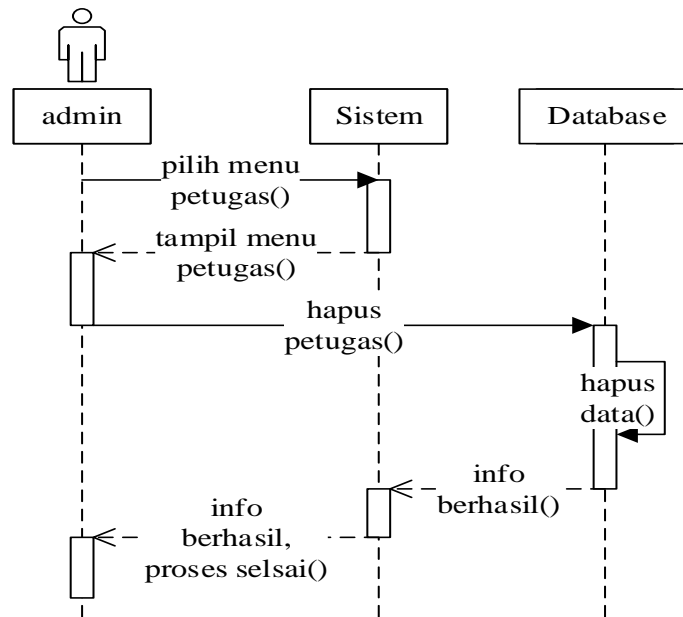 admin
Sistem
Database
pilih menu
petugas()
tampil menu
petugas()
hapus
petugas()
hapus
data()
info
berhasil()
info
berhasil,
proses selsai()